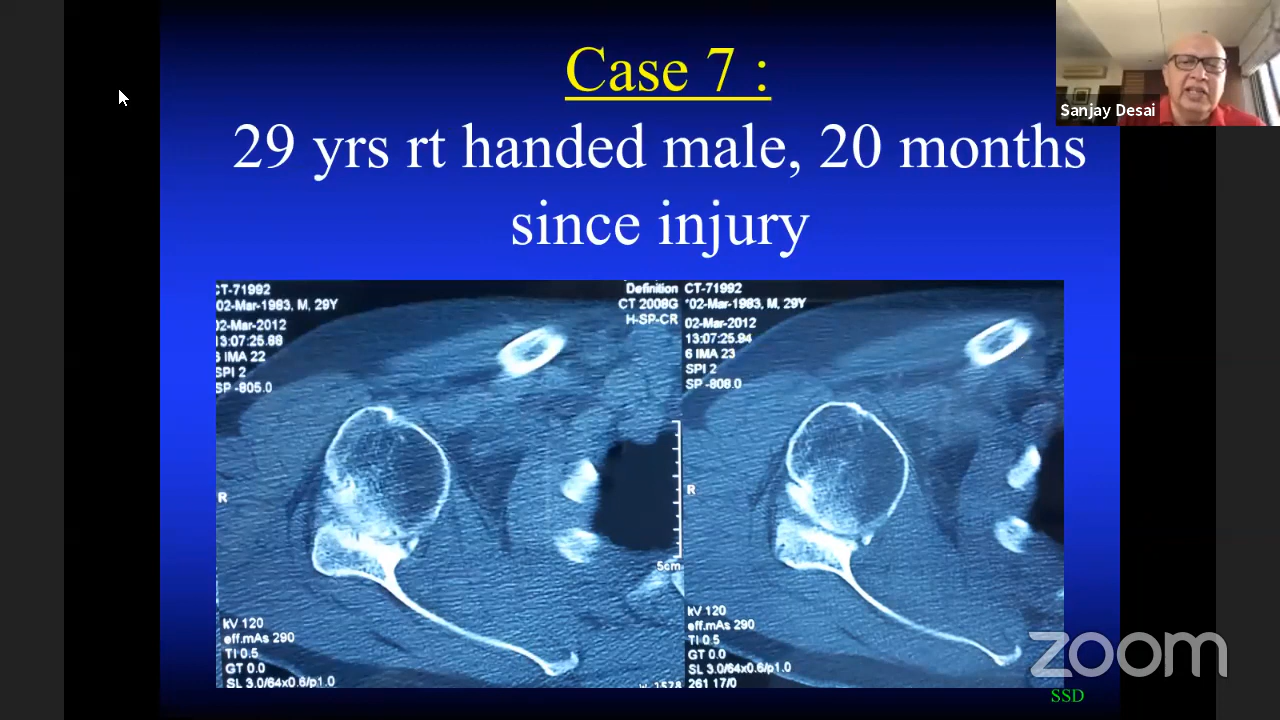 Case 7 :
29 yrs rt handed male, 20 months
since injury
Sanjay Desai
CT-71992
02-Mar-1983, M, 29Y
02-Mar-2012
13:07:25.88
6 IMA 22
SPI 2
SP -805.0
Definition
CT 2008G
H-SP-CR
R
5cm
kV 120
eff.mAs 290
TI 0.5
GT 0.0
SL 3.0/64x0.6/p1.0
CT-71992
*02-Mar-1983, M, 29Y
02-Mar-2012
13:07:25.94
6 IMA 23
SPI 2
SP -808.0
R
kV 120
eff.mAs 290
TI 0.5
GT 0.0
SL 3.0/64x0.6/p1.0
261 17/0
zoom
SSD